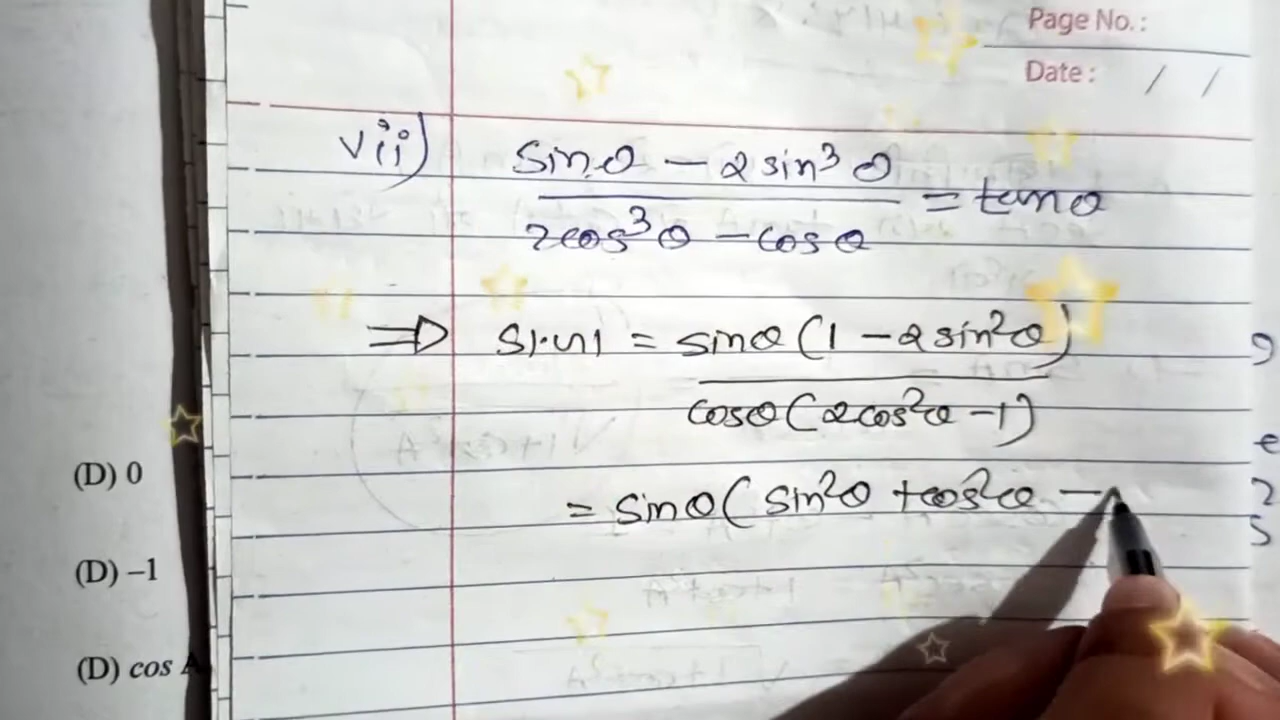 Page No.:
Date: / /
vii) sinθ − 2sin³θ
2cos³θ − cosθ
= tanθ
⇒ = sinθ(1 − 2sin²θ)
cosθ(2cos²θ − 1)
= sinθ(sin²θ + cos²θ −
(D) 0
(D) −1
(D) cos